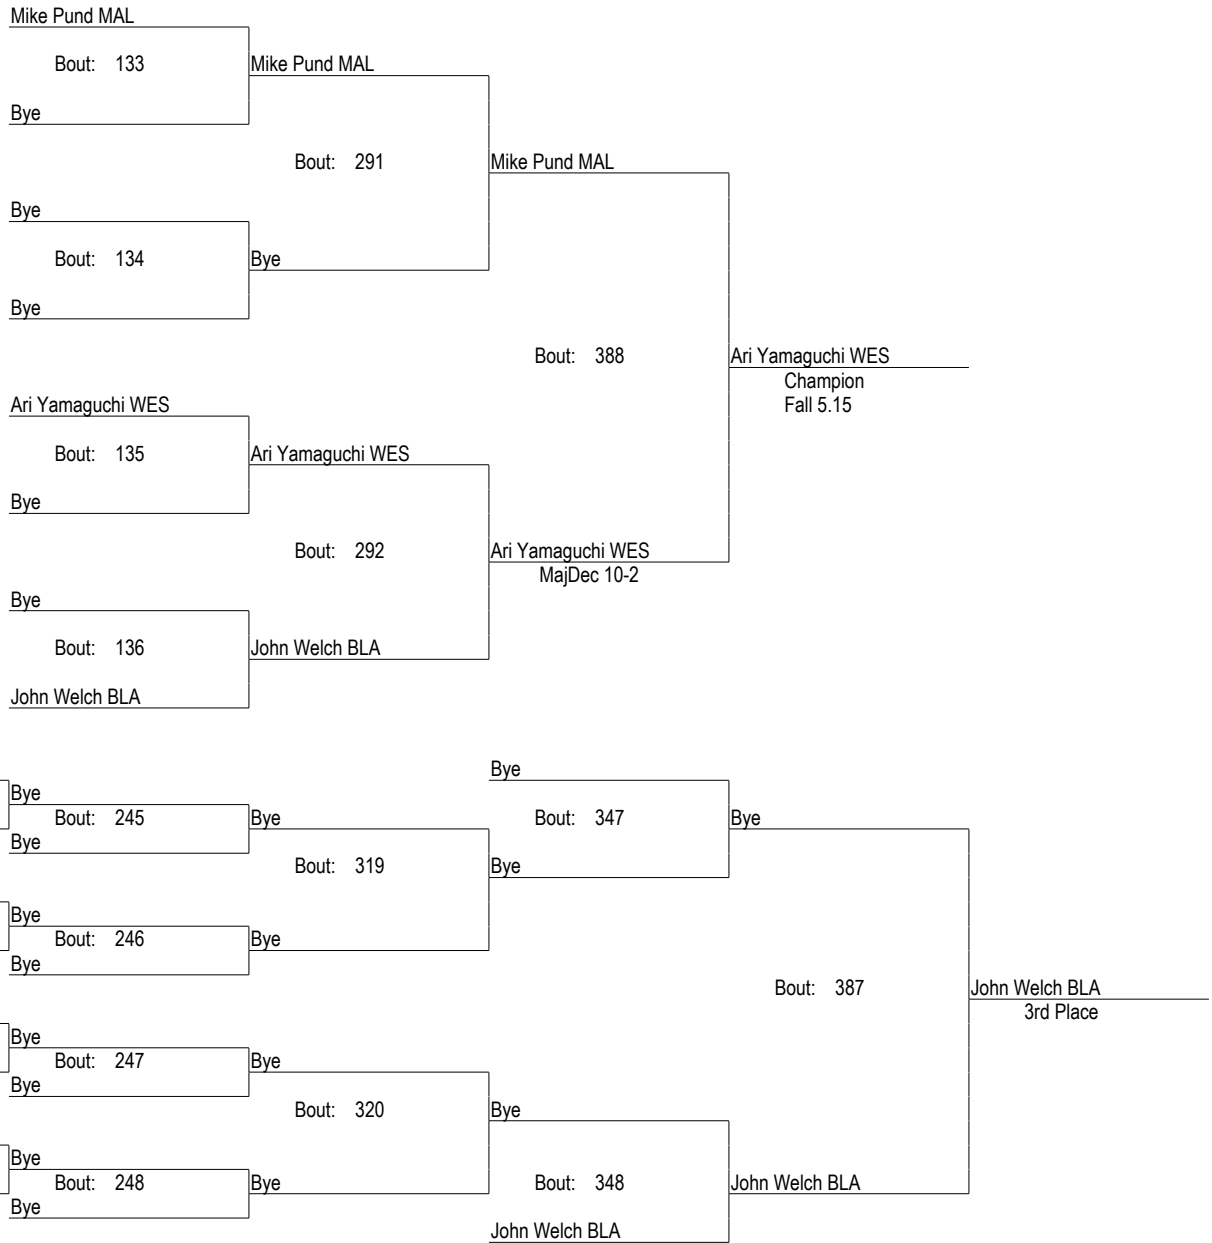 Mike Pund MAL
Bout: 133 Mike Pund MAL
Bye
Bout: 291 Mike Pund MAL
Bye
Bout: 134 Bye
Bye
Bout: 388 Ari Yamaguchi WES
Champion
Ari Yamaguchi WES
Fall 5.15
Bout: 135 Ari Yamaguchi WES
Bye
Bout: 292 Ari Yamaguchi WES
MajDec 10-2
Bye
Bout: 136 John Welch BLA
John Welch BLA
Bye
Bye
Bout: 245 Bye Bout: 347 Bye
Bye
Bout: 319 Bye
Bye
Bout: 246 Bye
Bye
Bout: 387 John Welch BLA
3rd Place
Bye
Bout: 247 Bye
Bye
Bout: 320 Bye
Bye
Bout: 248 Bye Bout: 348 John Welch BLA
Bye
John Welch BLA